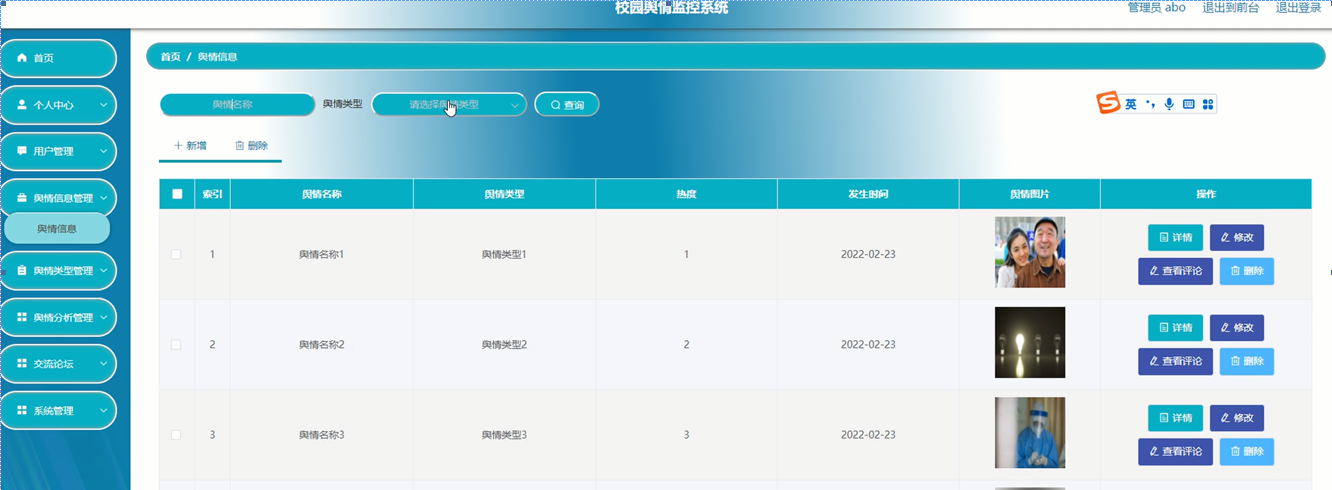 校园舆情监控系统
管理员 abo 退出到前台 退出登录
首页
个人中心
用户管理
舆情信息管理
舆情信息
舆情类型管理
舆情分析管理
交流论坛
系统管理
首页 / 舆情信息
舆情名称 舆情类型 请选择舆情类型 查询
英
新增 删除
索引 舆情名称 舆情类型 热度 发生时间 舆情图片 操作
1 舆情名称1 舆情类型1 1 2022-02-23 详情 修改
查看评论 删除
2 舆情名称2 舆情类型2 2 2022-02-23 详情 修改
查看评论 删除
3 舆情名称3 舆情类型3 3 2022-02-23 详情 修改
查看评论 删除